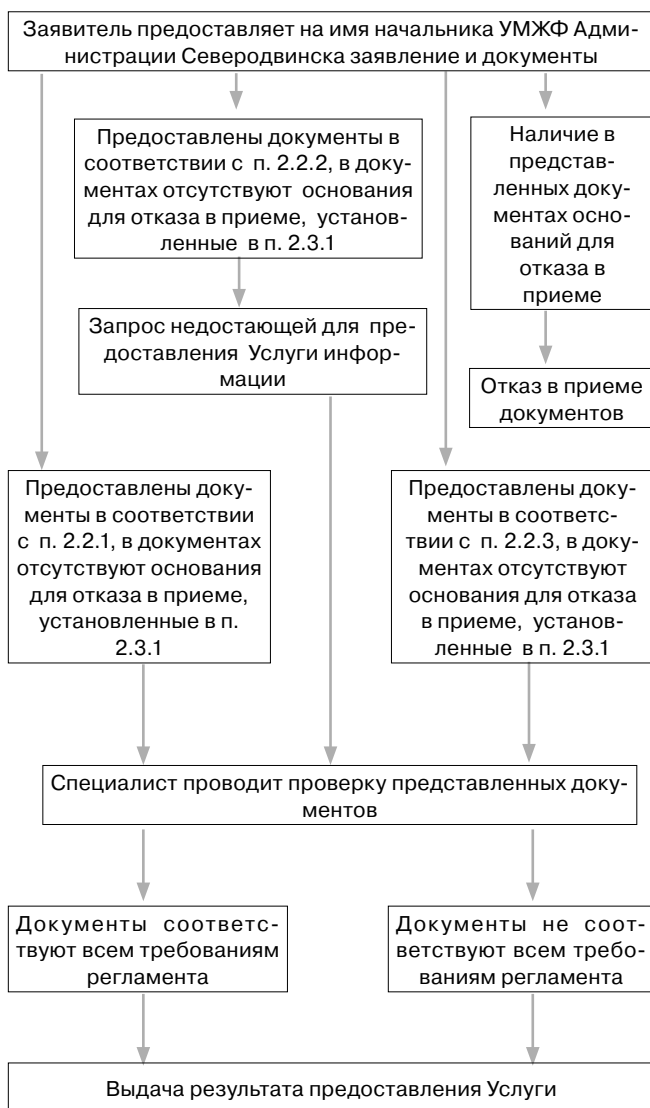 Заявитель предоставляет на имя начальника УМЖФ Адми-
нистрации Северодвинска заявление и документы
Предоставлены документы в
соответствии с п. 2.2.2, в доку-
ментах отсутствуют основания
для отказа в приеме, установ-
ленные в п. 2.3.1
Наличие в
представ-
ленных доку-
ментах осно-
ваний для
отказа в
приеме
Запрос недостающей для пре-
доставления Услуги инфор-
мации
Отказ в приеме
документов
Предоставлены доку-
менты в соответствии
с п. 2.2.1, в документах
отсутствуют основания
для отказа в приеме,
установленные в п.
2.3.1
Предоставлены доку-
менты в соответс-
твии с п. 2.2.3, в доку-
ментах отсутствуют
основания для отказа
в приеме, установ-
ленные в п. 2.3.1
Специалист проводит проверку представленных доку-
ментов
Документы соответс-
твуют всем требованиям
регламента
Документы не соот-
ветствуют всем требо-
ваниям регламента
Выдача результата предоставления Услуги